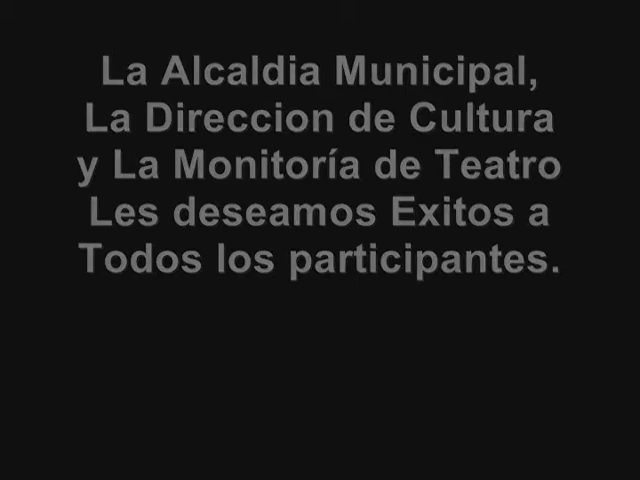 La Alcaldia Municipal,
La Direccion de Cultura
y La Monitoría de Teatro
Les deseamos Exitos a
Todos los participantes.